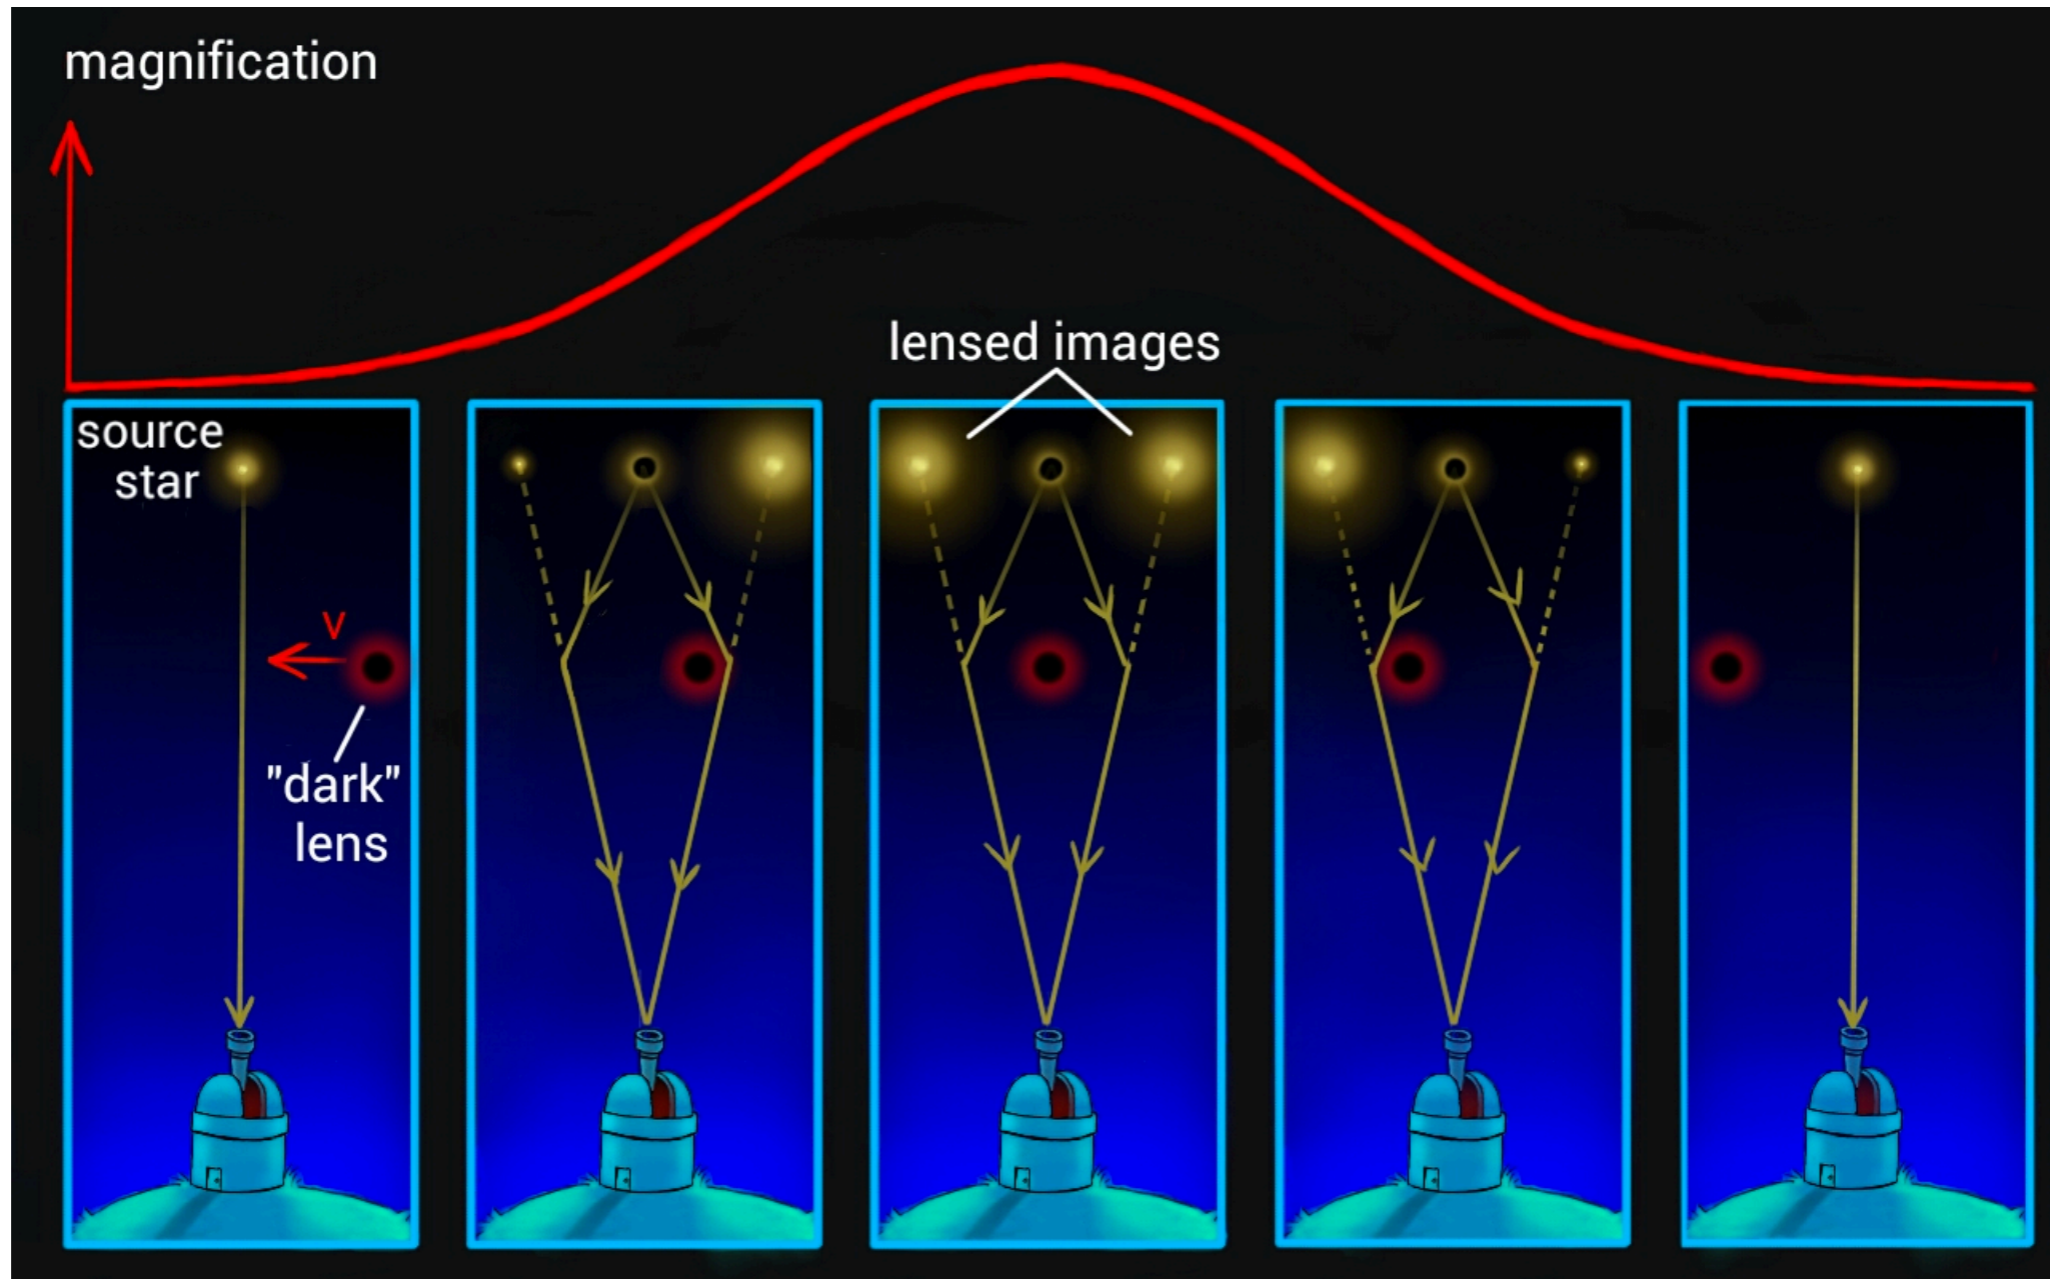 magnification
lensed images
source
star
v
"dark"
lens